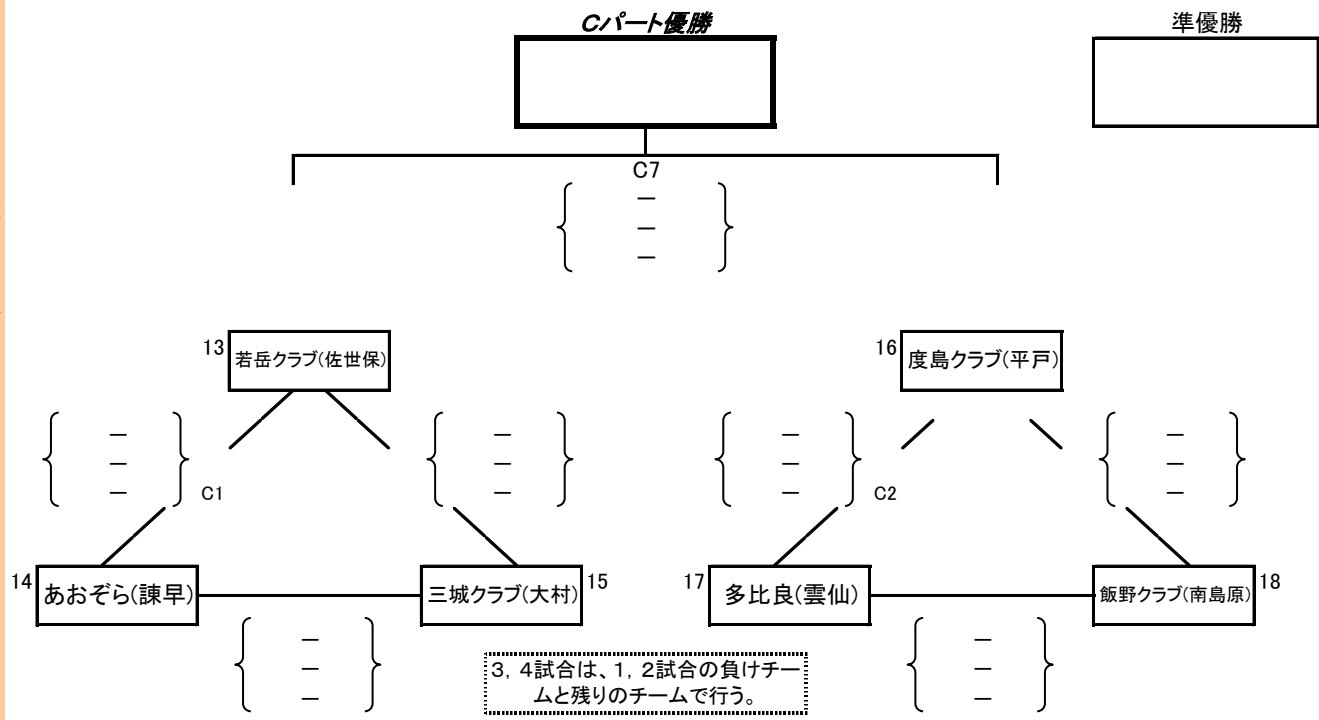 Cパート優勝
準優勝
C7
－
－
－
13
若岳クラブ(佐世保)
16
度島クラブ(平戸)
－
－
－
C1
－
－
－
－
－
－
C2
－
－
－
14
あおぞら(諫早)
三城クラブ(大村)
15
17
多比良(雲仙)
飯野クラブ(南島原)
18
－
－
－
3，4試合は、1，2試合の負けチー
ムと残りのチームで行う。
－
－
－